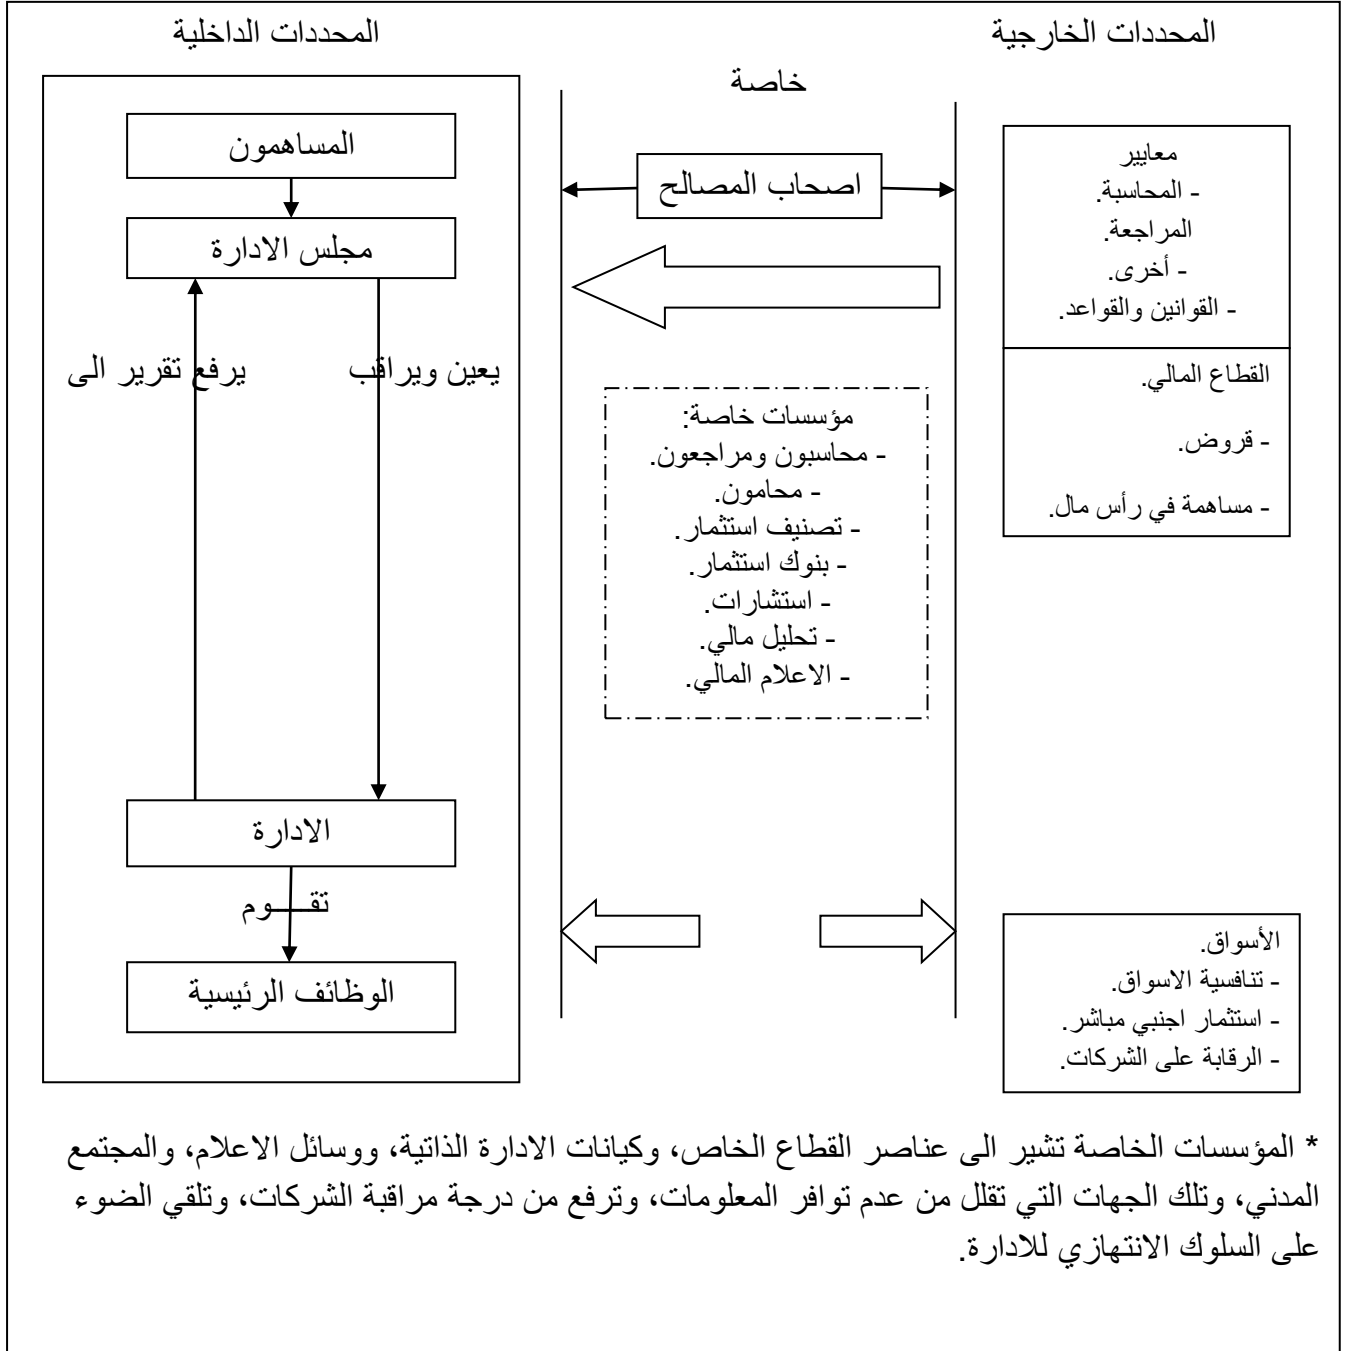 المحددات الخارجية
المحددات الداخلية
خاصة
معايير
- المحاسبة.
المراجعة.
- أخرى.
- القوانين والقواعد.
القطاع المالي.
- قروض.
- مساهمة في رأس مال.
الأسواق.
- تنافسية الاسواق.
- استثمار اجنبي مباشر.
- الرقابة على الشركات.
اصحاب المصالح
مؤسسات خاصة:
- محاسبون ومراجعون.
- محامون.
- تصنيف استثمار.
- بنوك استثمار.
- استشارات.
- تحليل مالي.
- الاعلام المالي.
المساهمون
مجلس الادارة
يعين ويراقب
يرفع تقرير الى
الادارة
تقـــوم
الوظائف الرئيسية
* المؤسسات الخاصة تشير الى عناصر القطاع الخاص، وكيانات الادارة الذاتية، ووسائل الاعلام، والمجتمع
المدني، وتلك الجهات التي تقلل من عدم توافر المعلومات، وترفع من درجة مراقبة الشركات، وتلقي الضوء
على السلوك الانتهازي للادارة.